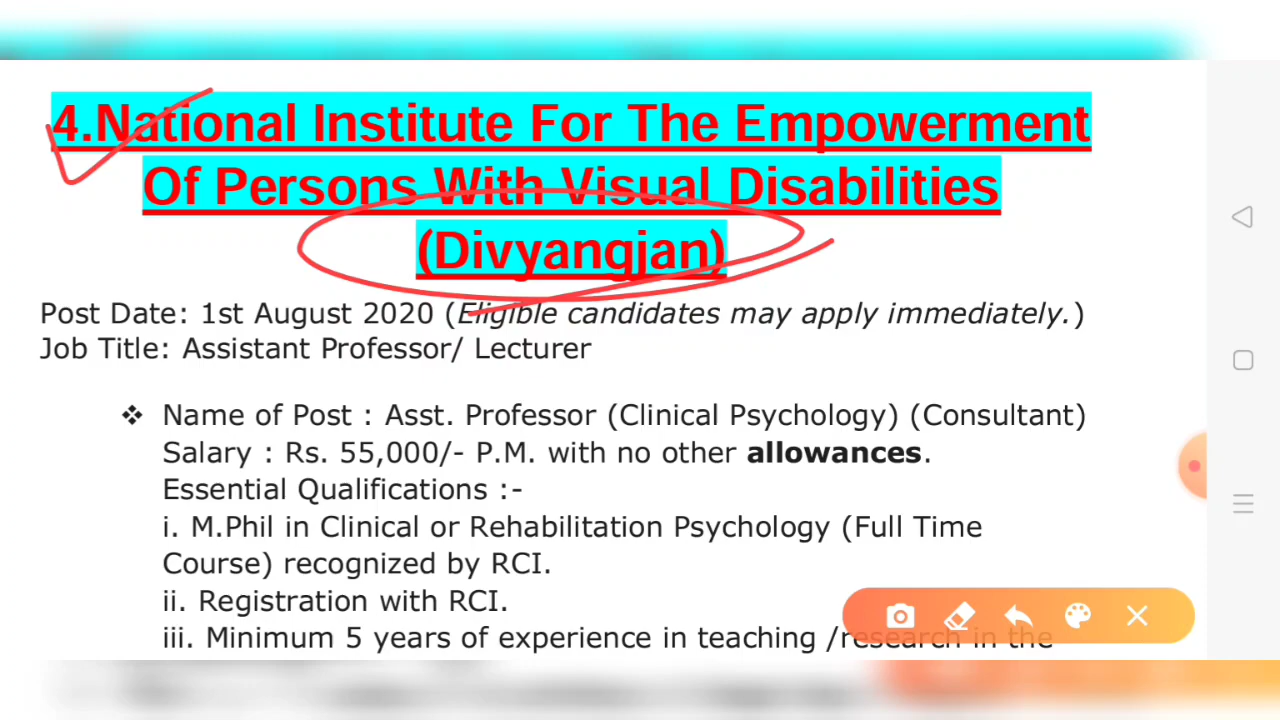 4.National Institute For The Empowerment
Of Persons With Visual Disabilities
(Divyangjan)
Post Date: 1st August 2020 (Eligible candidates may apply immediately.)
Job Title: Assistant Professor/ Lecturer
❖ Name of Post : Asst. Professor (Clinical Psychology) (Consultant)
Salary : Rs. 55,000/- P.M. with no other allowances.
Essential Qualifications :-
i. M.Phil in Clinical or Rehabilitation Psychology (Full Time
Course) recognized by RCI.
ii. Registration with RCI.
iii. Minimum 5 years of experience in teaching /research in the